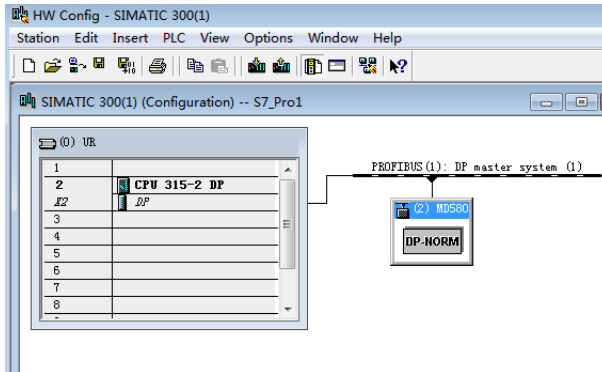 HW Config - SIMATIC 300(1)
Station Edit Insert PLC View Options Window Help
SIMATIC 300(1) (Configuration) -- S7_Pro1
(0) UR
1
2 CPU 315-2 DP
X2 DP
3
4
5
6
7
8
PROFIBUS(1): DP master system (1)
(2) MD580
DP-NORM